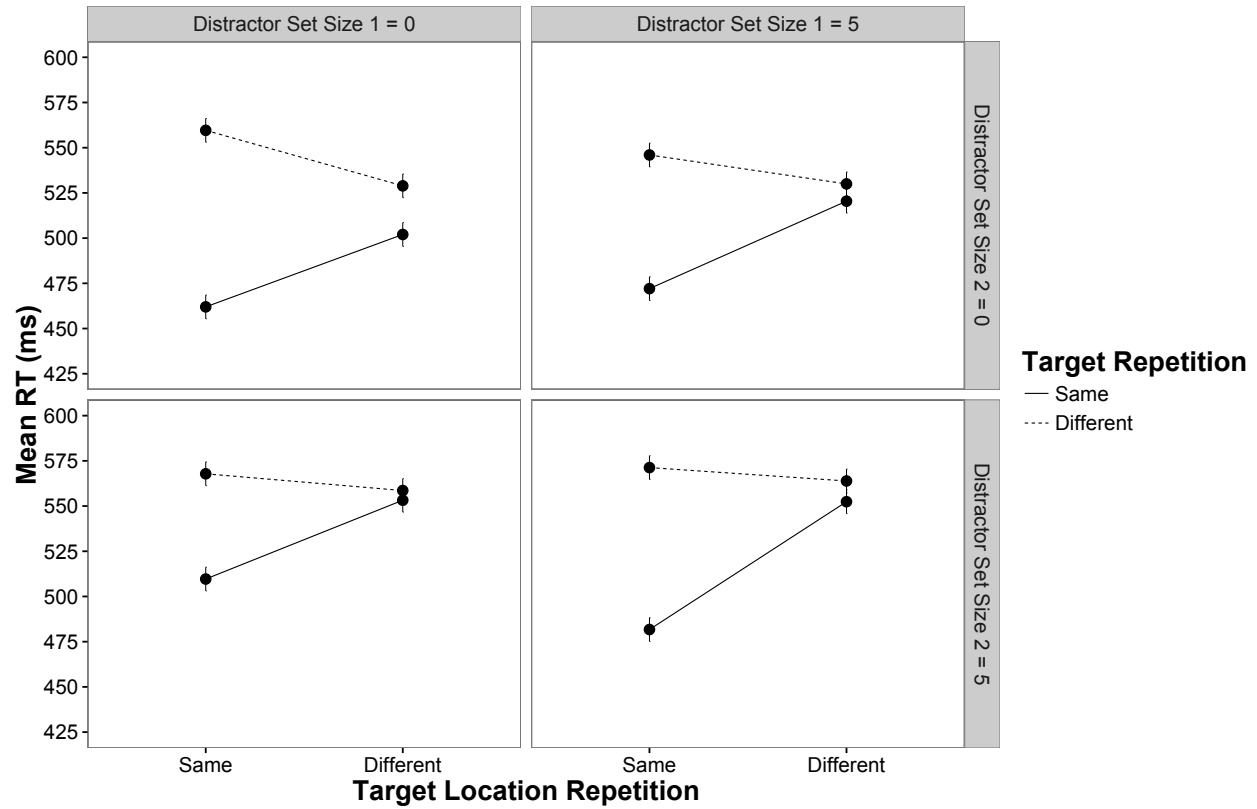 Distractor Set Size 1 = 0
Distractor Set Size 1 = 5
Mean RT (ms)
600
575
550
525
500
475
450
425
Distractor Set Size 2 = 0
600
575
550
525
500
475
450
425
Distractor Set Size 2 = 5
Same
Different
Same
Different
Target Location Repetition
Target Repetition
Same
Different